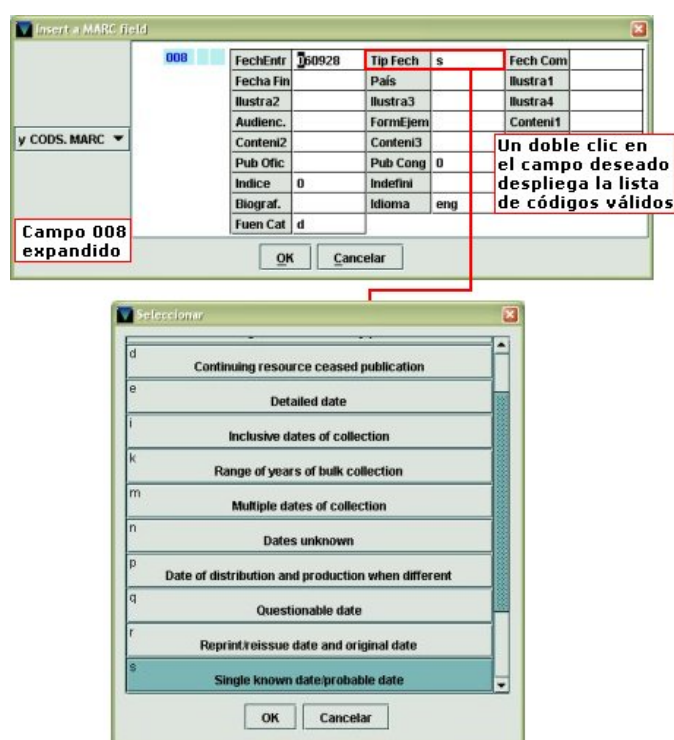 Insert a MARC field
008 FechEntr 060928 Tip Fech s Fech Com
Fecha Fin País Ilustra1
Ilustra2 Ilustra3 Ilustra4
Audienc. FormEjem Conteni1
y CODS. MARC Conteni2 Conteni3
Pub Ofic Pub Cong 0
Indice 0 Indefini
Biograf. Idioma eng
Fuen Cat d
Un doble clic en
el campo deseado
despliega la lista
de códigos válidos
Campo 008
expandido
OK Cancelar
Seleccionar
d
Continuing resource ceased publication
e
Detailed date
i
Inclusive dates of collection
k
Range of years of bulk collection
m
Multiple dates of collection
n
Dates unknown
p
Date of distribution and production when different
q
Questionable date
r
Reprint/reissue date and original date
s
Single known date/probable date
OK Cancelar